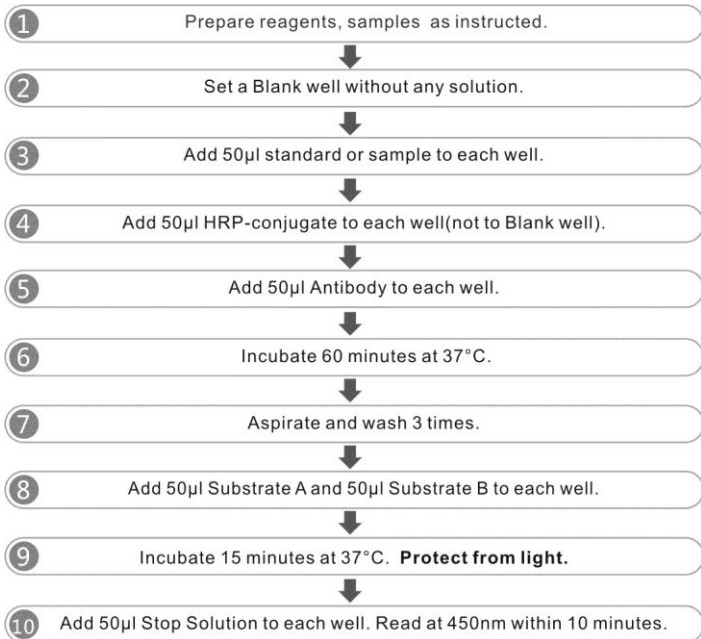 1 Prepare reagents, samples as instructed.
2 Set a Blank well without any solution.
3 Add 50μl standard or sample to each well.
4 Add 50μl HRP-conjugate to each well(not to Blank well).
5 Add 50μl Antibody to each well.
6 Incubate 60 minutes at 37°C.
7 Aspirate and wash 3 times.
8 Add 50μl Substrate A and 50μl Substrate B to each well.
9 Incubate 15 minutes at 37°C. Protect from light.
10 Add 50μl Stop Solution to each well. Read at 450nm within 10 minutes.